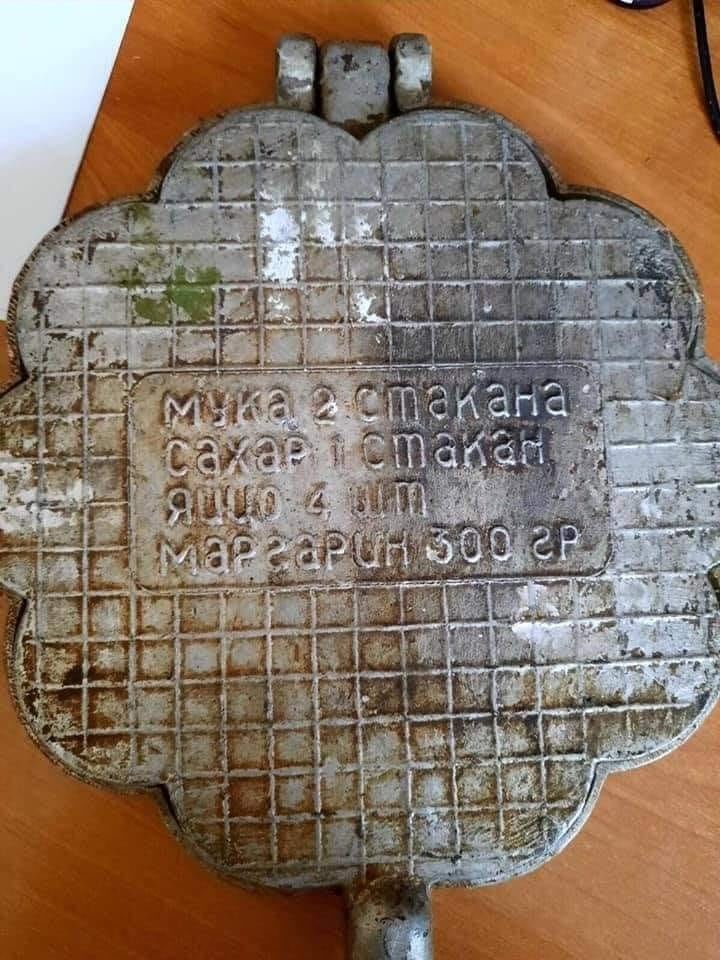 мука 2 стакана
сахар 1 стакан
яйцо 4 шт
маргарин 300 гр